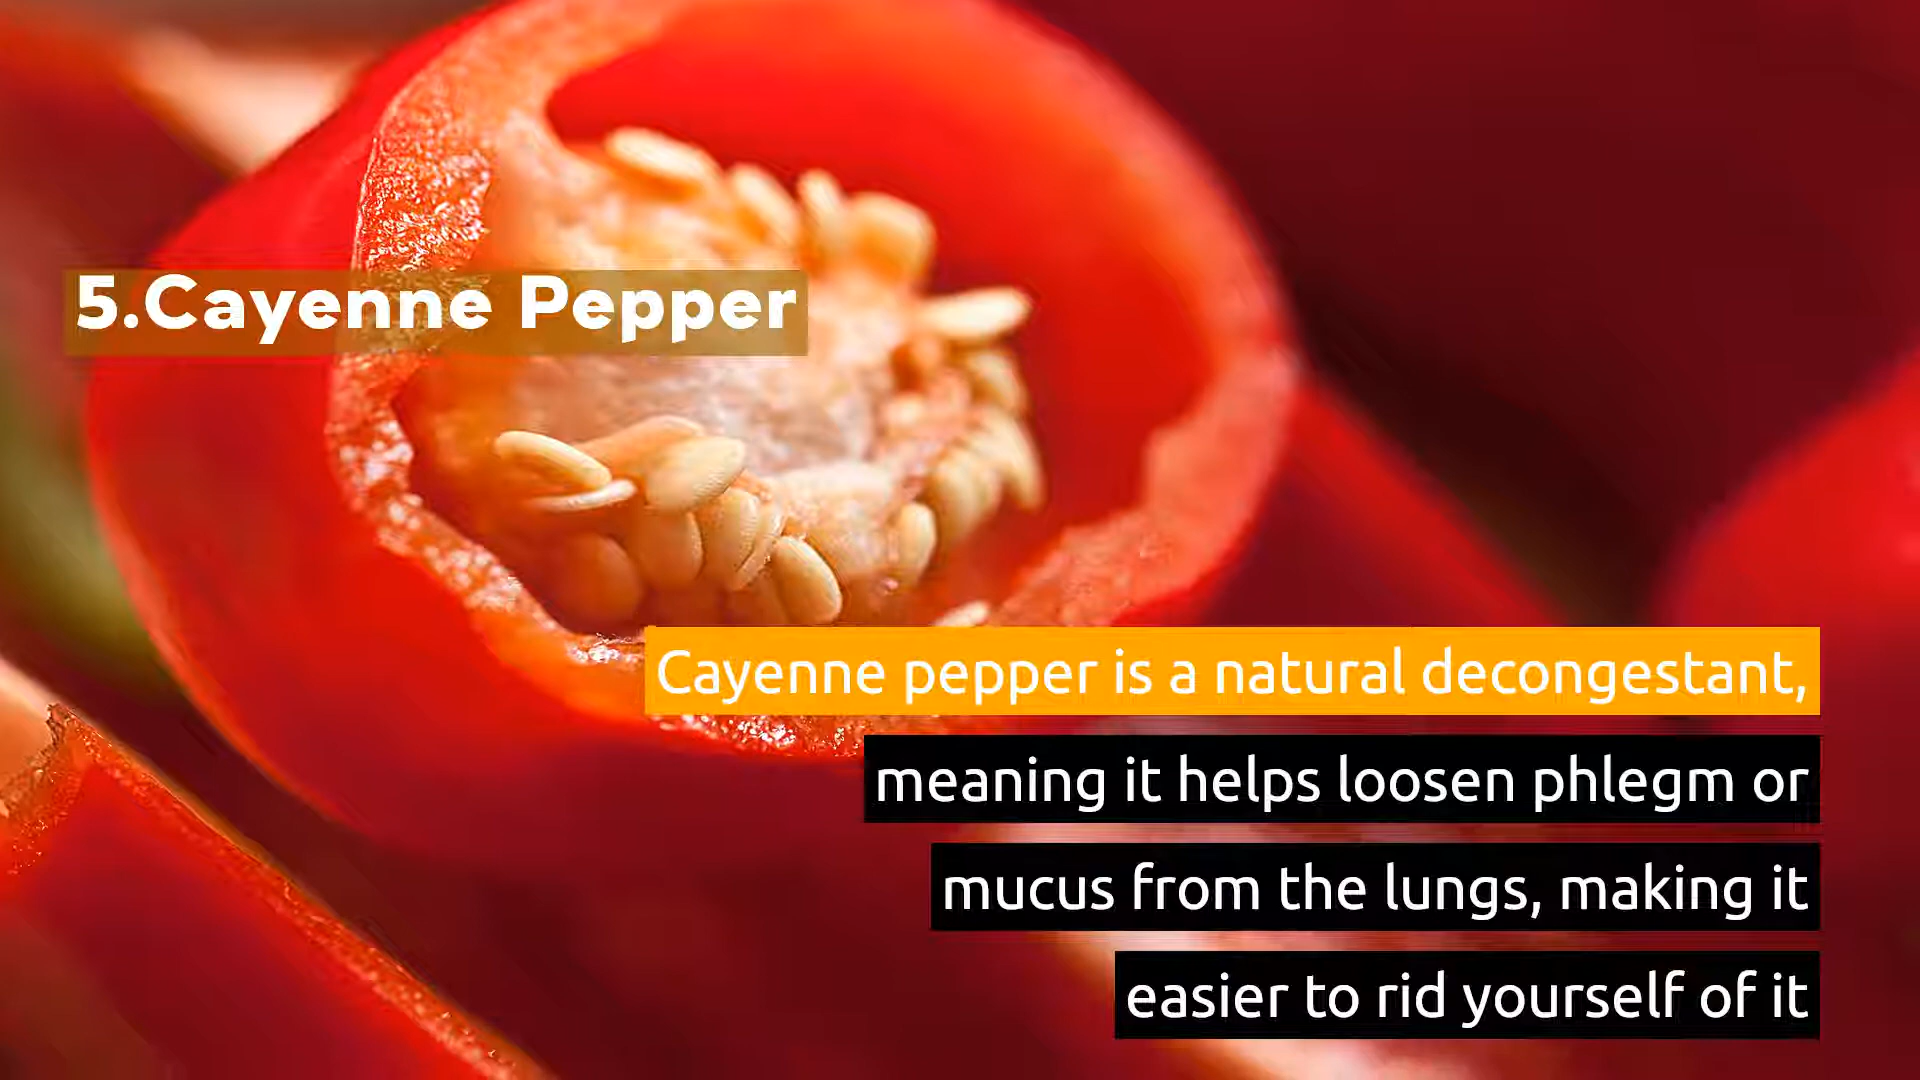 5.Cayenne Pepper
Cayenne pepper is a natural decongestant,
meaning it helps loosen phlegm or
mucus from the lungs, making it
easier to rid yourself of it